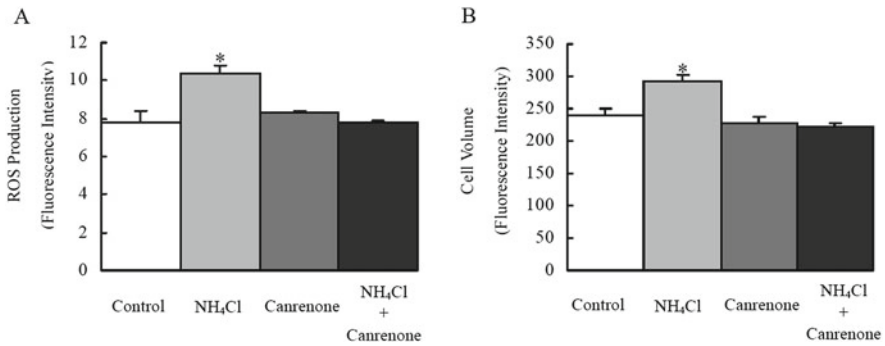 A
ROS Production
(Fluorescence Intensity)
12
10
8
6
4
2
0
*
Control
NH₄Cl
Canrenone
NH₄Cl
+
Canrenone
B
Cell Volume
(Fluorescence Intensity)
350
300
250
200
150
100
50
0
*
Control
NH₄Cl
Canrenone
NH₄Cl
+
Canrenone